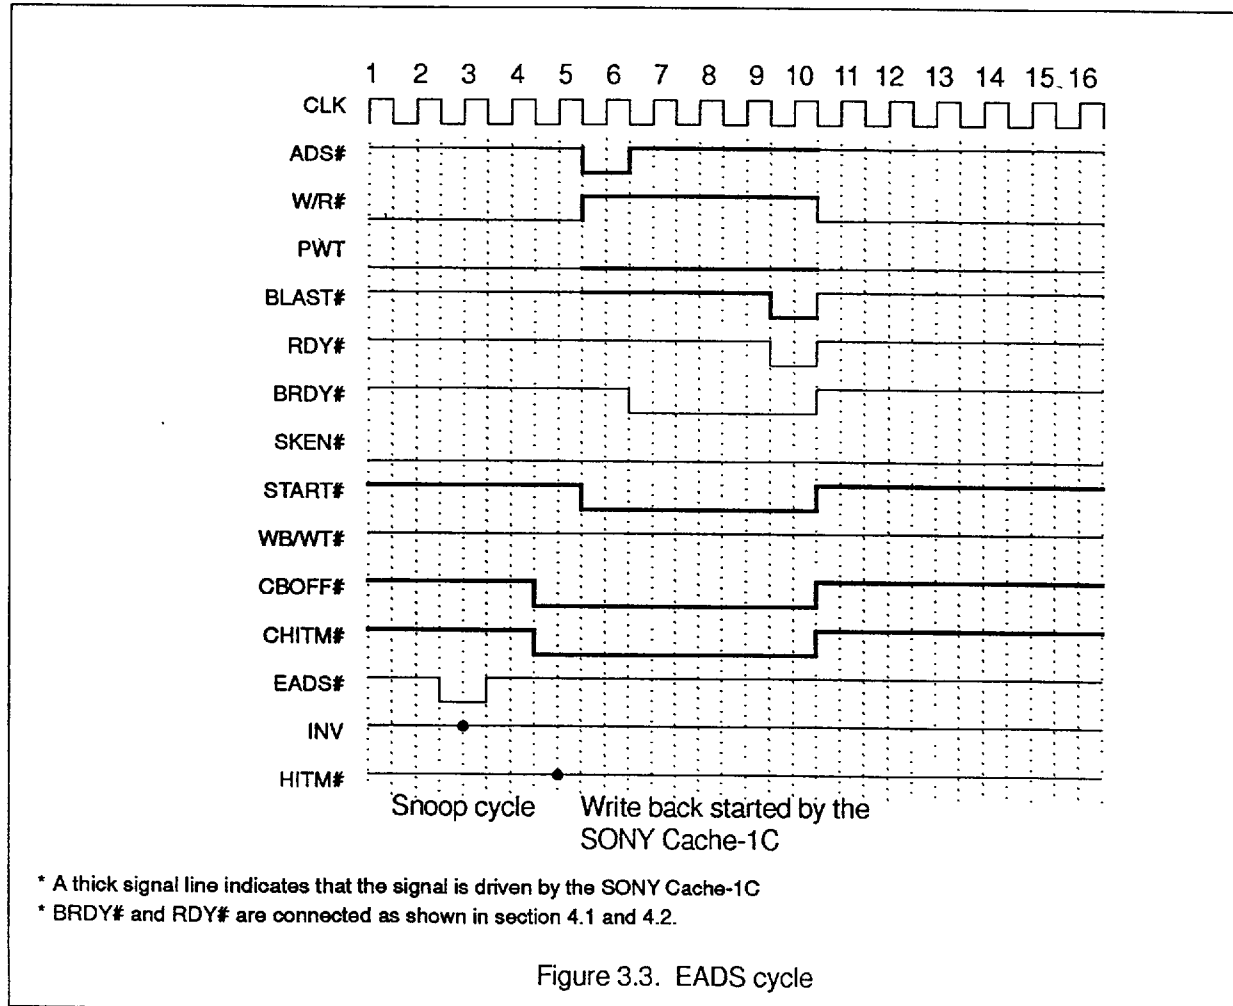 1 2 3 4 5 6 7 8 9 10 11 12 13 14 15 16
CLK
ADS#
W/R#
PWT
BLAST#
RDY#
BRDY#
SKEN#
START#
WB/WT#
CBOFF#
CHITM#
EADS#
INV
HITM#
Snoop cycle Write back started by the
SONY Cache-1C
* A thick signal line indicates that the signal is driven by the SONY Cache-1C
* BRDY# and RDY# are connected as shown in section 4.1 and 4.2.
Figure 3.3. EADS cycle